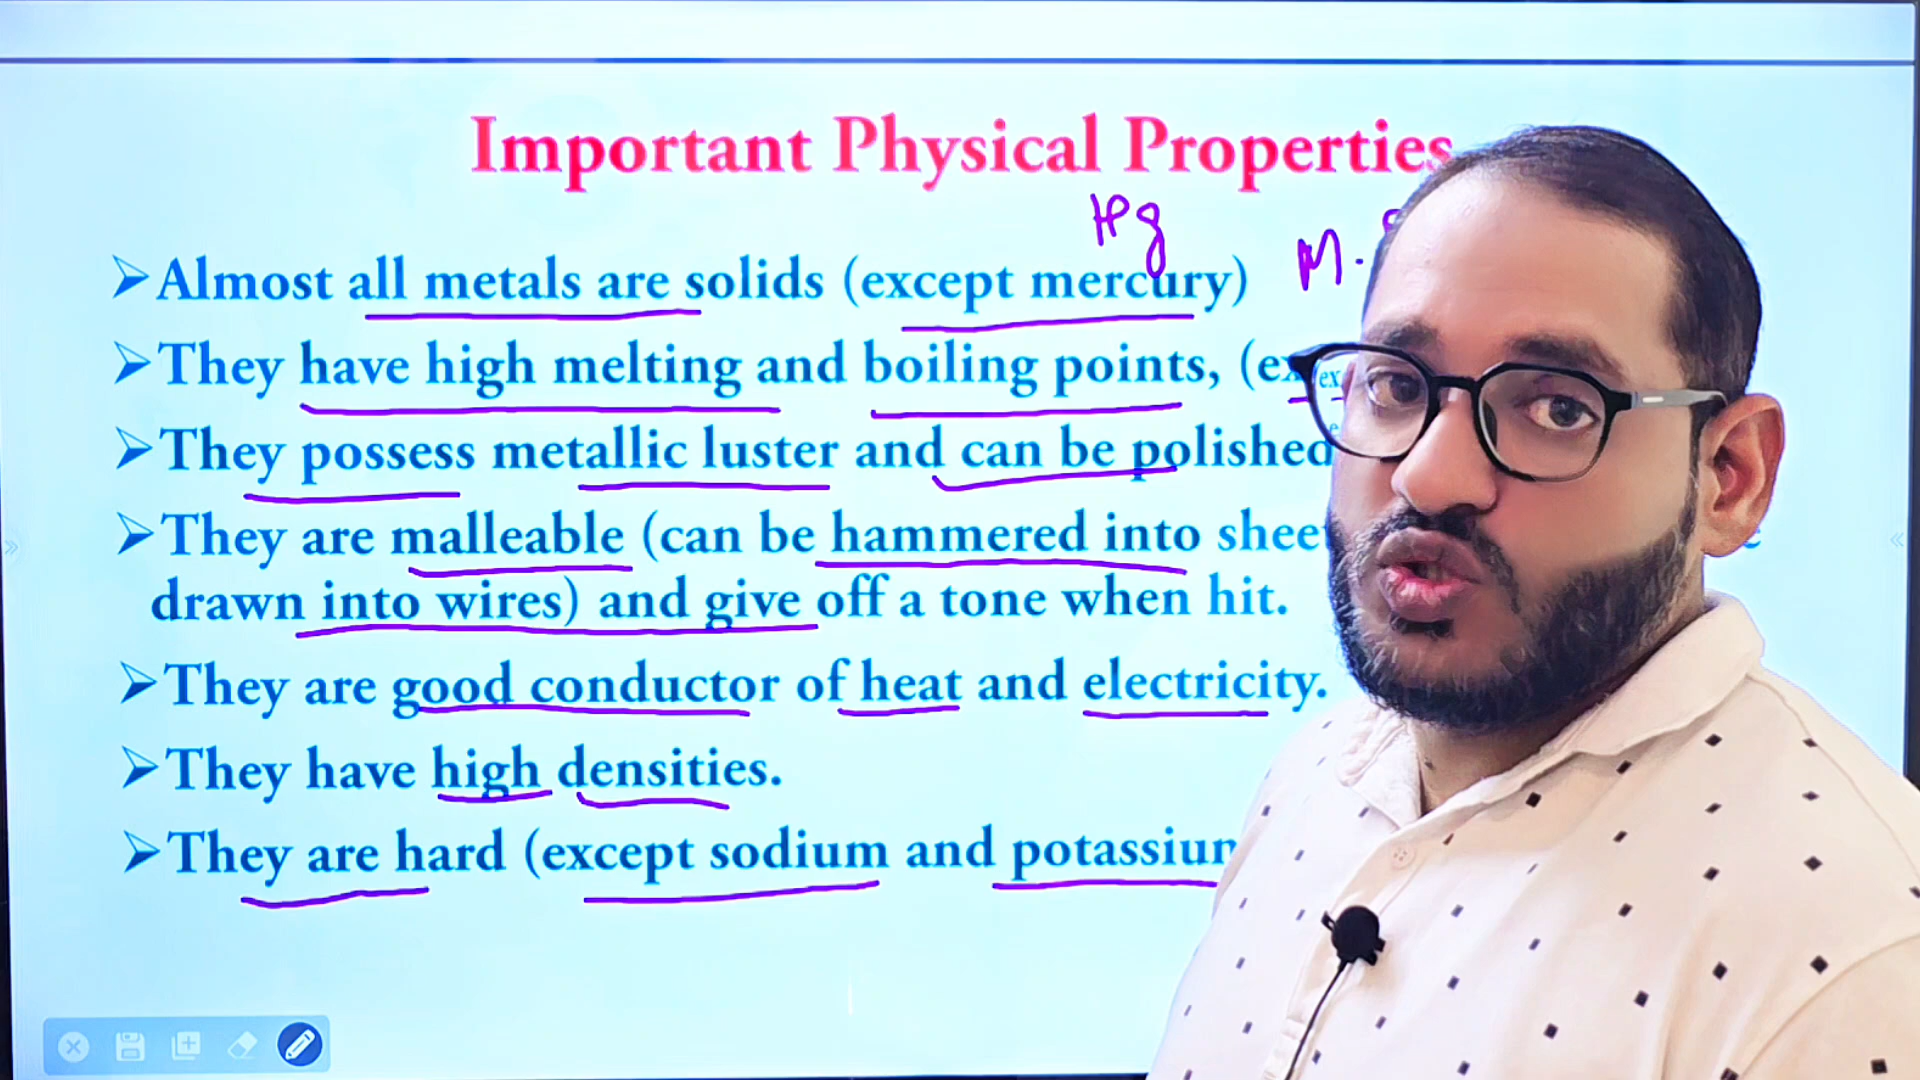 Important Physical Properties
Hg
➢Almost all metals are solids (except mercury) M.
➢They have high melting and boiling points,
➢They possess metallic luster and can be polished
➢They are malleable (can be hammered into
drawn into wires) and give off a tone when hit.
➢They are good conductor of heat and electricity.
➢They have high densities.
➢They are hard (except sodium and